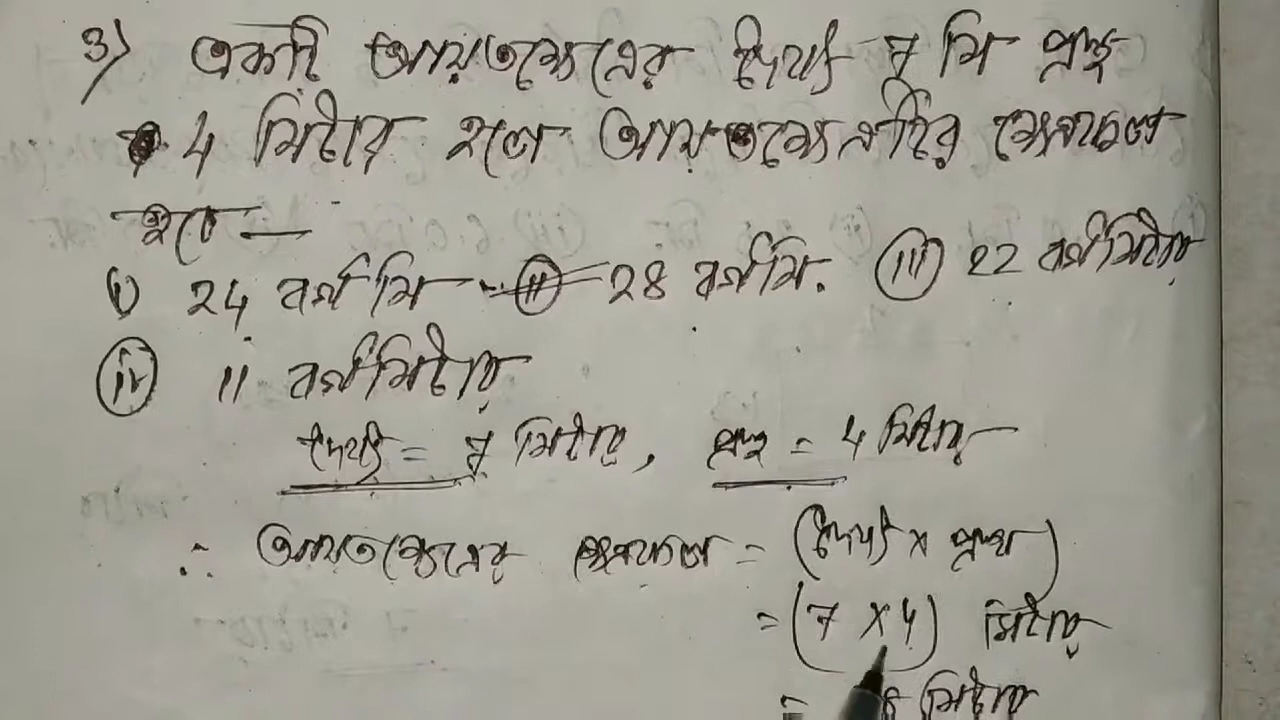 3) একটি আয়তক্ষেত্রের দৈর্ঘ্য 7 মি প্রস্থ
4 মিটার হলে আয়তক্ষেত্রটির ক্ষেত্রফল
হবে —
i) 24 বর্গমি ii 28 বর্গমি. iii) 22 বর্গমিটার
iv 11 বর্গমিটার
দৈর্ঘ্য = 7 মিটার, প্রস্থ = 4 মিটার
∴ আয়তক্ষেত্রের ক্ষেত্রফল = (দৈর্ঘ্য × প্রস্থ)
= (7 × 4) মিটার
= মিটার